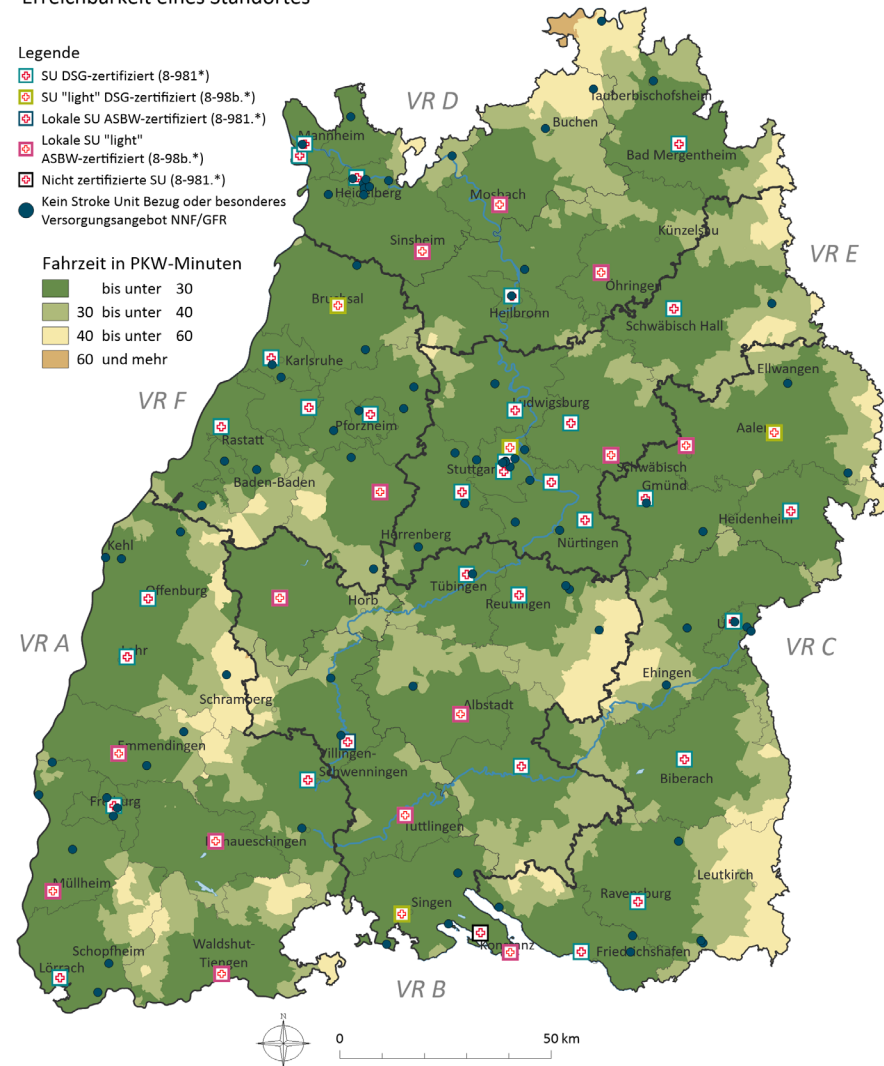 Erreichbarkeit eines Standortes
Legende
SU DSG-zertifiziert (8-981*)
SU "light" DSG-zertifiziert (8-98b.*)
Lokale SU ASBW-zertifiziert (8-981.*)
Lokale SU "light"
ASBW-zertifiziert (8-98b.*)
Nicht zertifizierte SU (8-981.*)
Kein Stroke Unit Bezug oder besonderes
Versorgungsangebot NNF/GFR
Fahrzeit in PKW-Minuten
bis unter 30
30 bis unter 40
40 bis unter 60
60 und mehr
VR D
VR E
VR F
VR A
VR C
VR B
Tauberbischofsheim
Buchen
Mannheim
Bad Mergentheim
Heidelberg
Mosbach
Künzelsau
Sinsheim
Öhringen
Bruchsal
Heilbronn
Schwäbisch Hall
Karlsruhe
Ellwangen
Ludwigsburg
Pforzheim
Rastatt
Aalen
Stuttgart
Schwäbisch
Gmünd
Baden-Baden
Heidenheim
Herrenberg
Nürtingen
Kehl
Tübingen
Offenburg
Horb
Reutlingen
Lahr
Ehingen
Schramberg
Albstadt
Emmendingen
Villingen-
Schwenningen
Biberach
Freiburg
Tuttlingen
Donaueschingen
Leutkirch
Müllheim
Singen
Ravensburg
Konstanz
Friedrichshafen
Schopfheim
Waldshut-
Tiengen
Lörrach
N
0 50 km